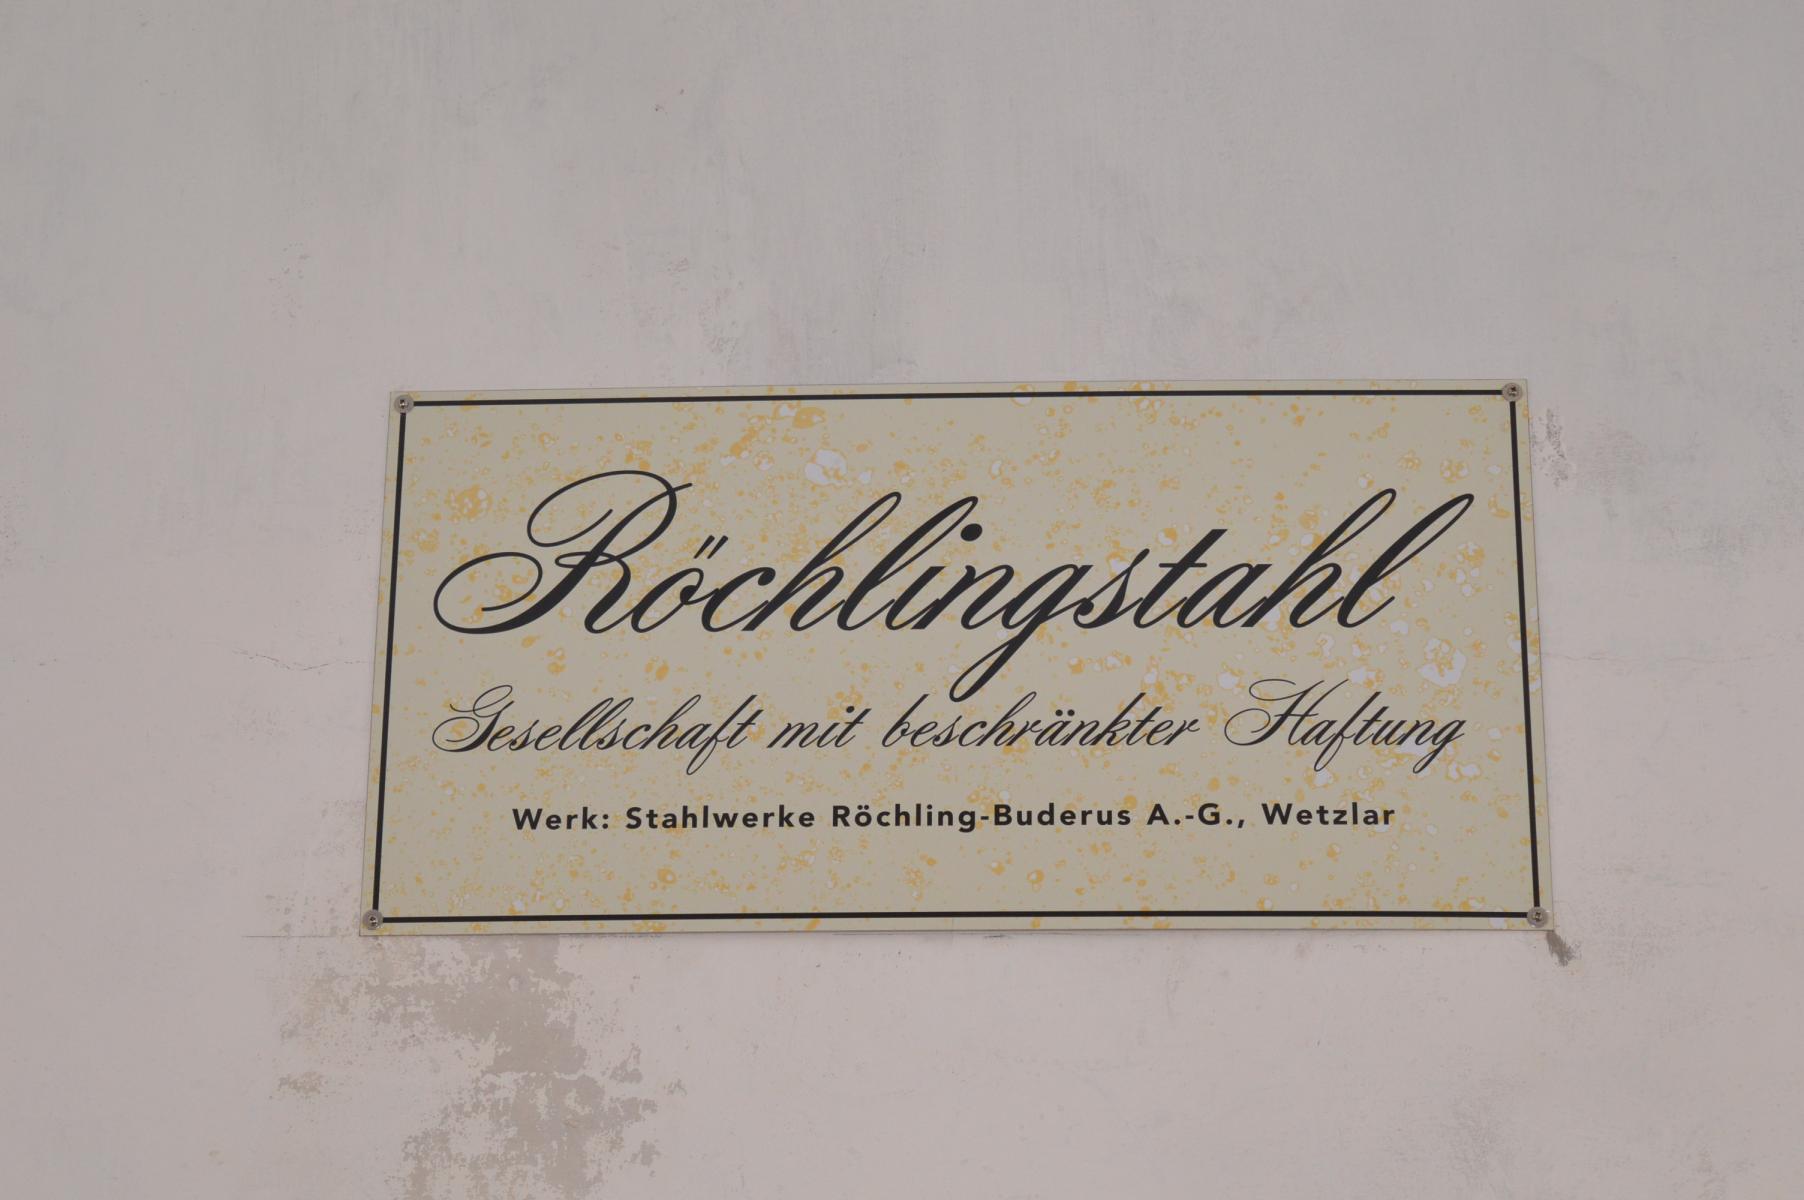 Röchlingstahl
Gesellschaft mit beschränkter Haftung
Werk: Stahlwerke Röchling-Buderus A.-G., Wetzlar